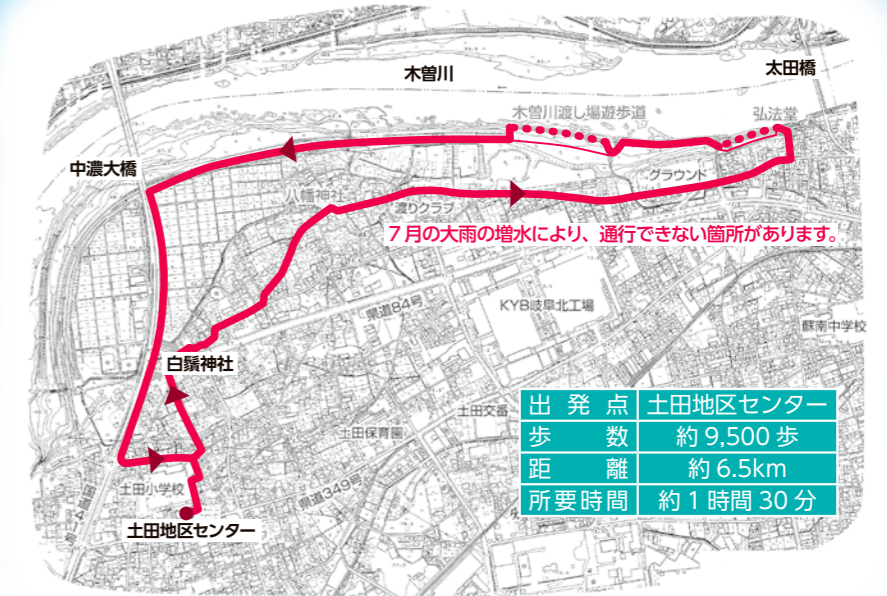 木曽川
太田橋
木曽川渡し場遊歩道
弘法堂
中濃大橋
グラウンド
八幡神社
渡りクラブ
7月の大雨の増水により、通行できない箇所があります。
県道84号
KYB岐阜北工場
蘇南中学校
白鬚神社
土田交番
土田保育園
出発点 土田地区センター
歩数 約9,500歩
距離 約6.5km
所要時間 約1時間30分
土田小学校
県道349号
土田地区センター